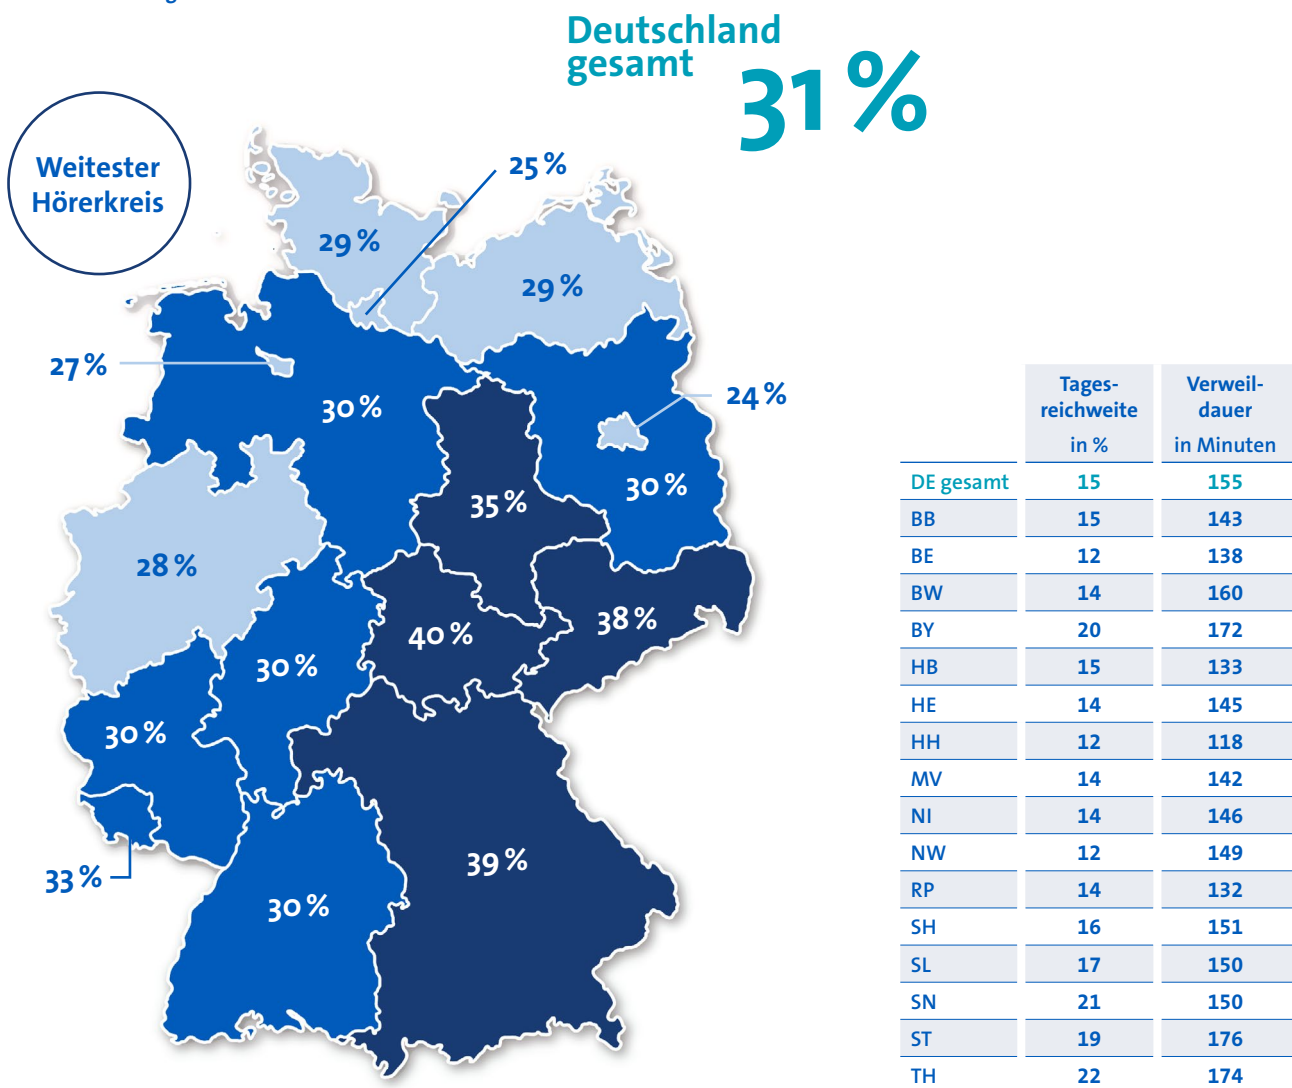 Deutschland
gesamt
31 %
Weitester
Hörerkreis
25 %
29 %
29 %
27 %
30 %
24 %
35 %
30 %
28 %
40 %
38 %
30 %
30 %
39 %
33 %
30 %
Tages-
reichweite
in %
Verweil-
dauer
in Minuten
DE gesamt 15 155
BB 15 143
BE 12 138
BW 14 160
BY 20 172
HB 15 133
HE 14 145
HH 12 118
MV 14 142
NI 14 146
NW 12 149
RP 14 132
SH 16 151
SL 17 150
SN 21 150
ST 19 176
TH 22 174